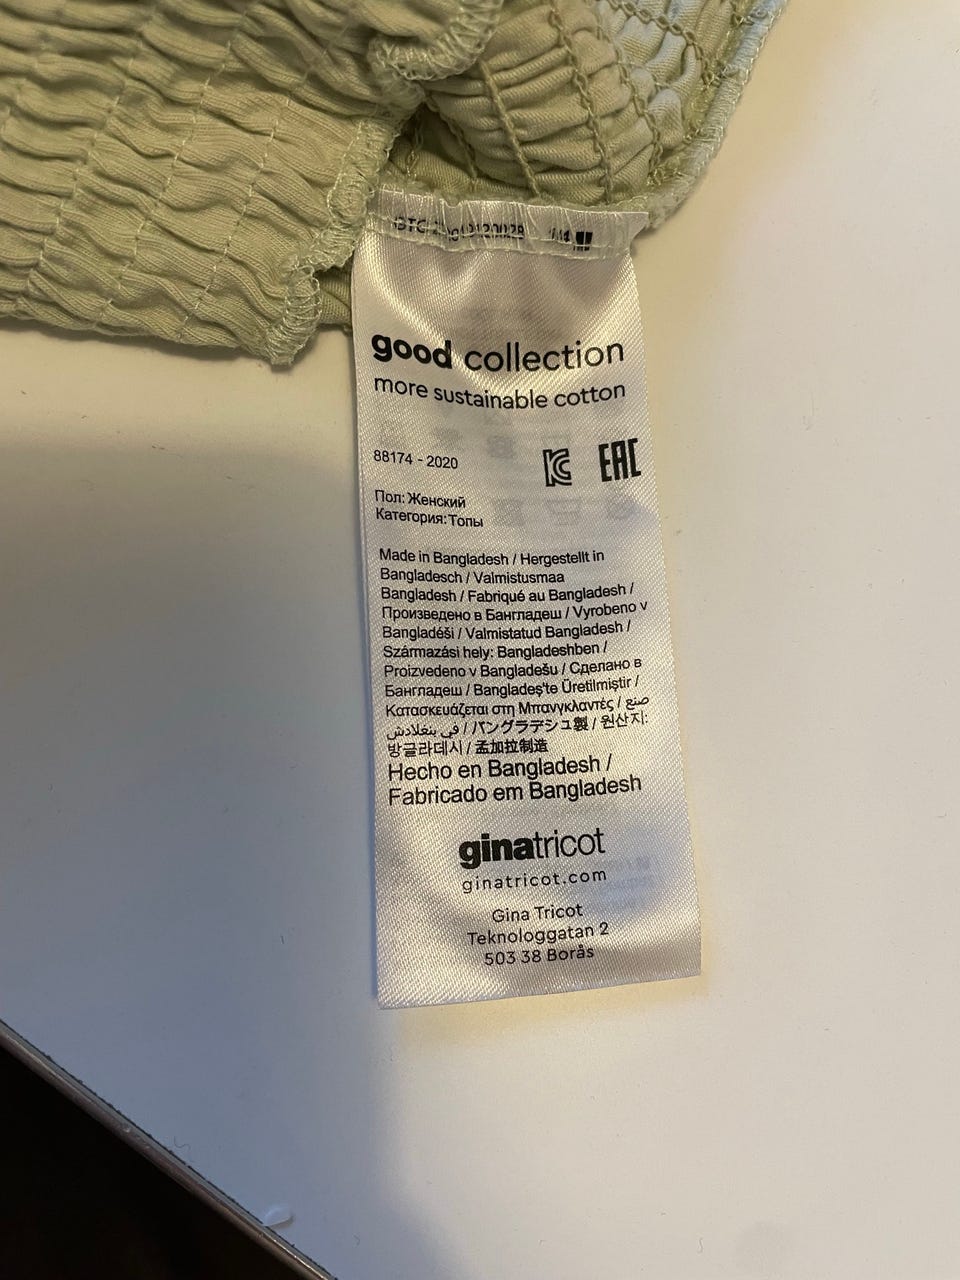 good collection
more sustainable cotton
88174 - 2020
EAC
Пол: Женский
Категория: Топы
Made in Bangladesh / Hergestellt in
Bangladesch / Valmistusmaa
Bangladesh / Fabriqué au Bangladesh /
Произведено в Бангладеш / Vyrobeno v
Bangladéši / Valmistatud Bangladesh /
Származási hely: Bangladeshben /
Proizvedeno v Bangladešu / Сделано в
Бангладеш / Bangladeş'te Üretilmiştir /
Κατασκευάζεται στη Μπανγκλαντές / صنع
في بنغلادش / バングラデシュ製 / 원산지:
방글라데시 / 孟加拉制造
Hecho en Bangladesh /
Fabricado em Bangladesh
ginatricot
ginatricot.com
Gina Tricot
Teknologgatan 2
503 38 Borås